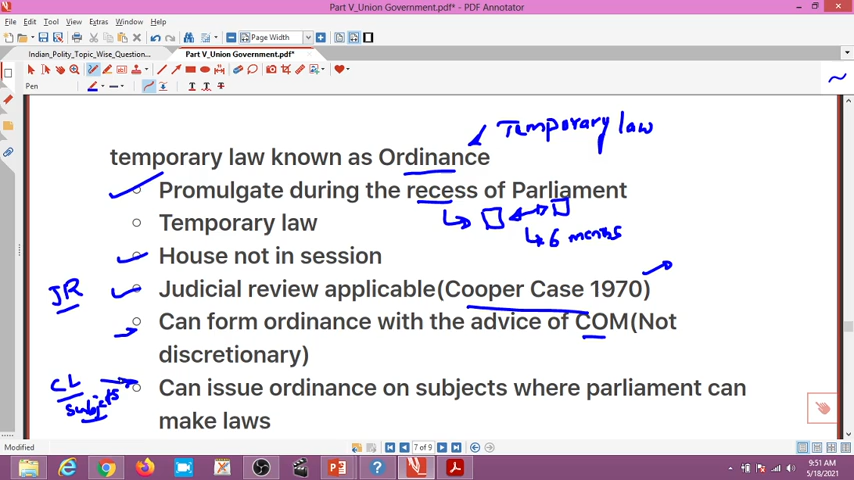 Part V_Union Government.pdf* - PDF Annotator
File Edit Tool View Extras Window Help
Page Width
Indian_Polity_Topic_Wise_Question... Part V_Union Government.pdf*
Pen
Temporary law
temporary law known as Ordinance
Promulgate during the recess of Parliament
Temporary law
6 months
House not in session
JR
Judicial review applicable(Cooper Case 1970)
Can form ordinance with the advice of COM(Not
discretionary)
CL
subjects
Can issue ordinance on subjects where parliament can
make laws
7 of 9
Modified
9:51 AM
5/18/2021